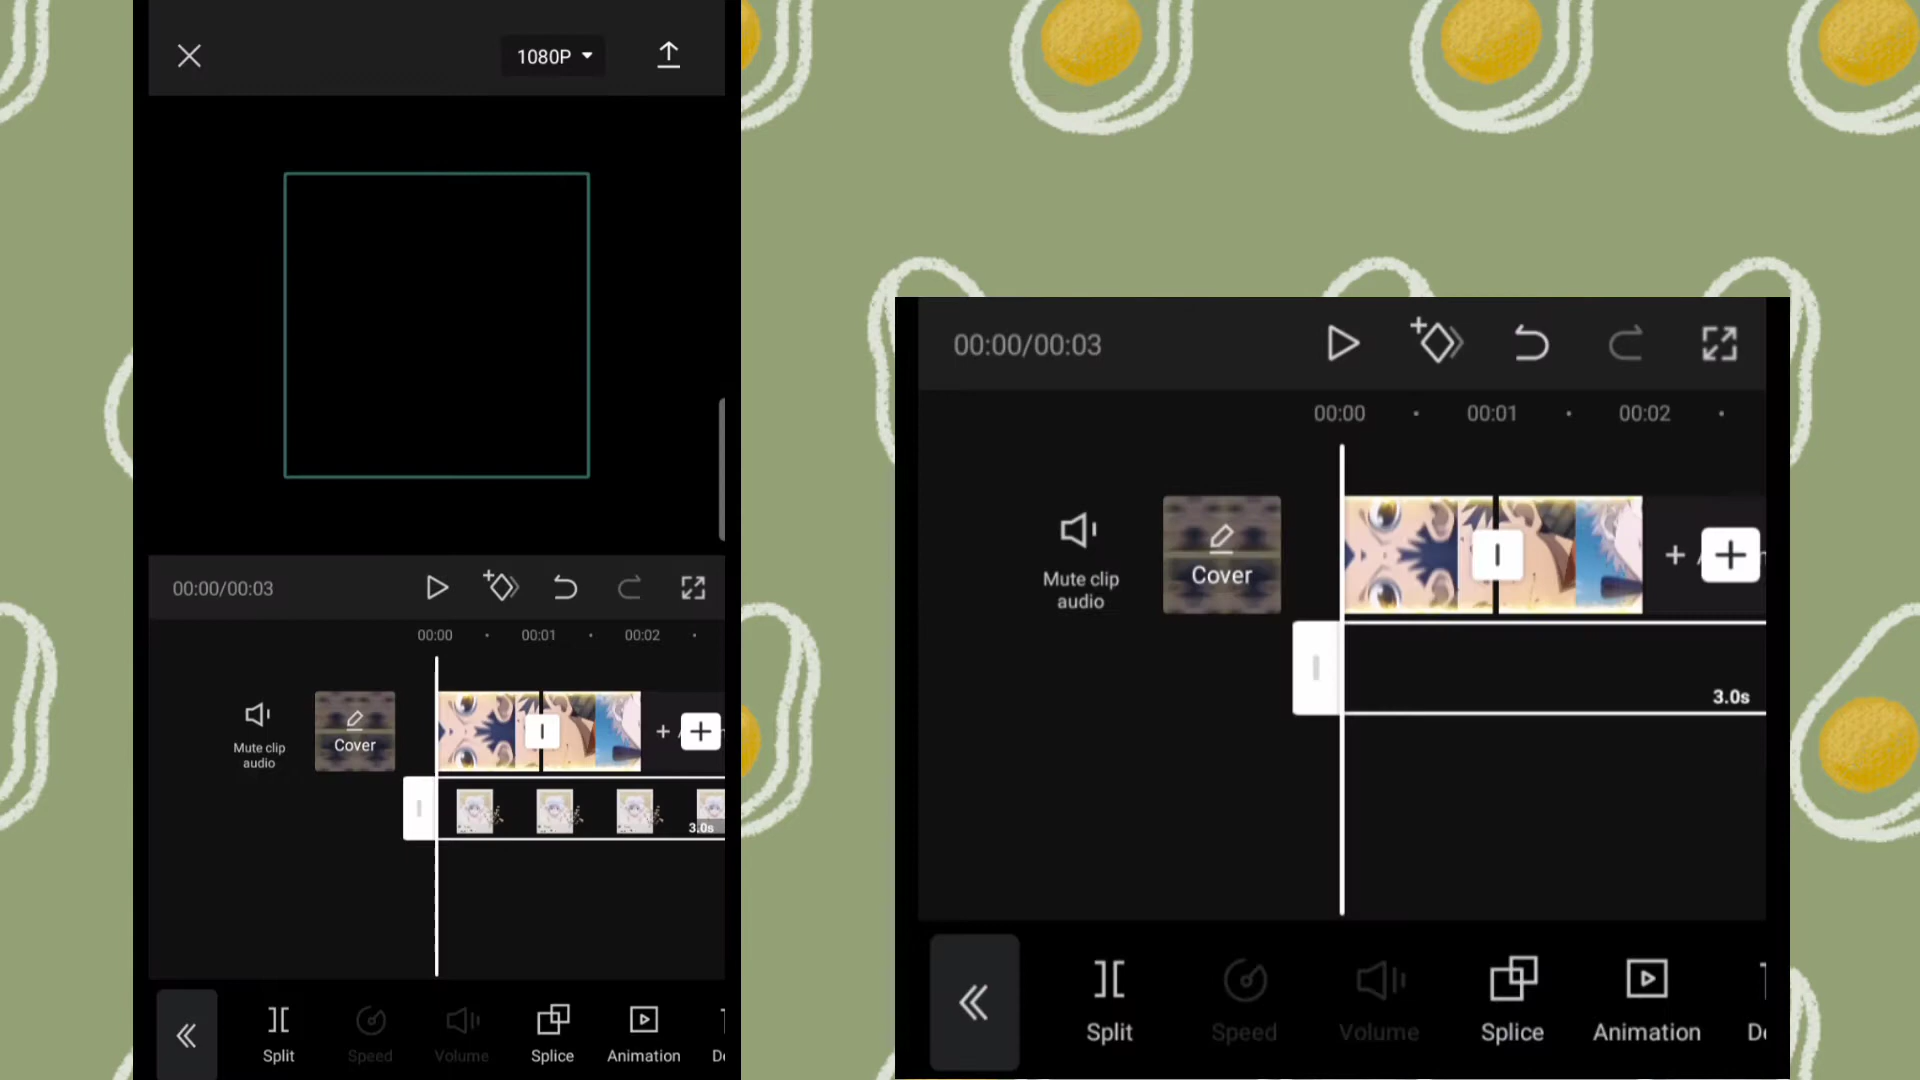 1080P
00:00/00:03
00:00 00:01 00:02
Mute clip
audio
Cover
3.0s
Split Speed Volume Splice Animation
00:00/00:03
00:00 00:01 00:02
Mute clip
audio
Cover
3.0s
Split Speed Volume Splice Animation